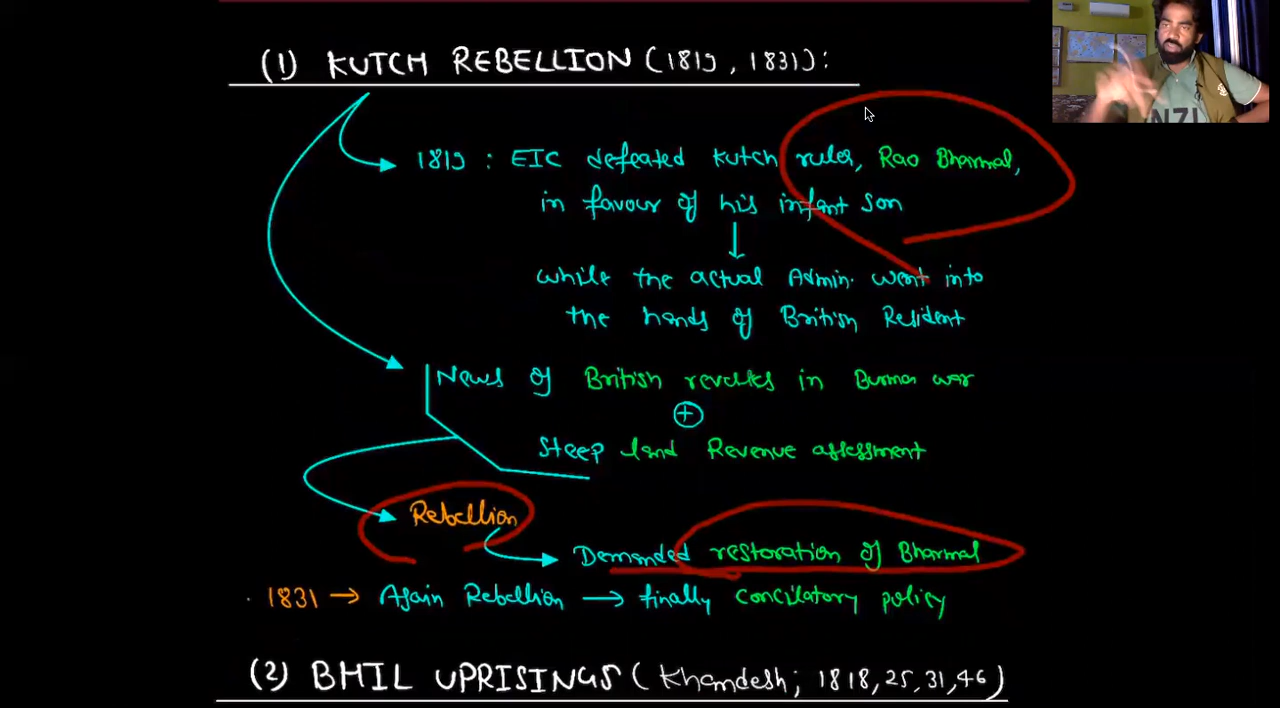 (1) KUTCH REBELLION (1819, 1831):
1819 : EIC defeated Kutch ruler, Rao Bharmal,
in favour of his infant son
while the actual Admin. went into
the hands of British Resident
News of British reverses in Burma war
+
Steep land Revenue assessment
Rebellion
Demanded restoration of Bharmal
1831 → Again Rebellion → finally concilatory policy
(2) BHIL UPRISINGS (Khandesh; 1818, 25, 31, 46)
NZ